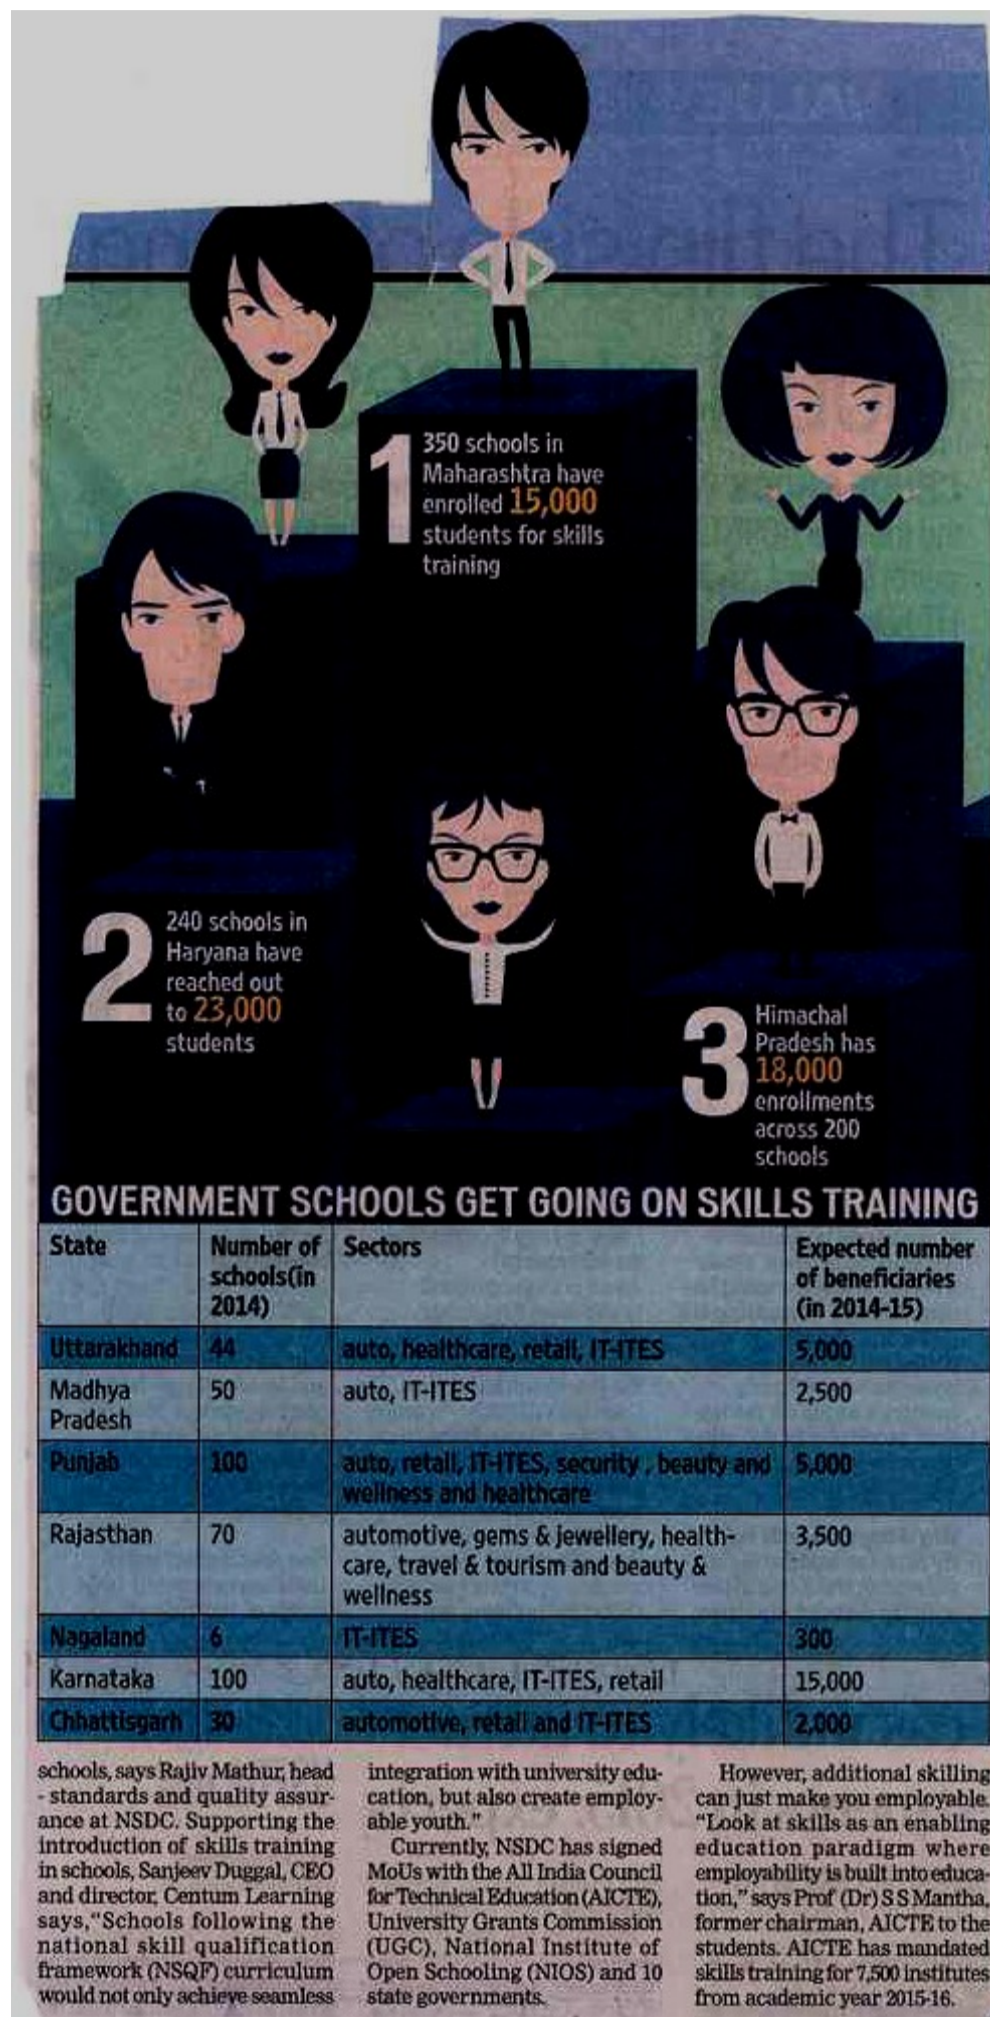 1
350 schools in
Maharashtra have
enrolled 15,000
students for skills
training
2
240 schools in
Haryana have
reached out
to 23,000
students
3
Himachal
Pradesh has
18,000
enrollments
across 200
schools
GOVERNMENT SCHOOLS GET GOING ON SKILLS TRAINING
State Number of schools(in 2014) Sectors Expected number of beneficiaries (in 2014-15)
Uttarakhand 44 auto, healthcare, retail, IT-ITES 5,000
Madhya Pradesh 50 auto, IT-ITES 2,500
Punjab 100 auto, retail, IT-ITES, security , beauty and wellness and healthcare 5,000
Rajasthan 70 automotive, gems & jewellery, health-care, travel & tourism and beauty & wellness 3,500
Nagaland 6 IT-ITES 300
Karnataka 100 auto, healthcare, IT-ITES, retail 15,000
Chhattisgarh 30 automotive, retail and IT-ITES 2,000
schools, says Rajiv Mathur, head
- standards and quality assur-
ance at NSDC. Supporting the
introduction of skills training
in schools, Sanjeev Duggal, CEO
and director, Centum Learning
says, "Schools following the
national skill qualification
framework (NSQF) curriculum
would not only achieve seamless
integration with university edu-
cation, but also create employ-
able youth."
Currently, NSDC has signed
MoUs with the All India Council
for Technical Education (AICTE),
University Grants Commission
(UGC), National Institute of
Open Schooling (NIOS) and 10
state governments.
However, additional skilling
can just make you employable.
"Look at skills as an enabling
education paradigm where
employability is built into educa-
tion," says Prof (Dr) S S Mantha,
former chairman, AICTE to the
students. AICTE has mandated
skills training for 7,500 institutes
from academic year 2015-16.